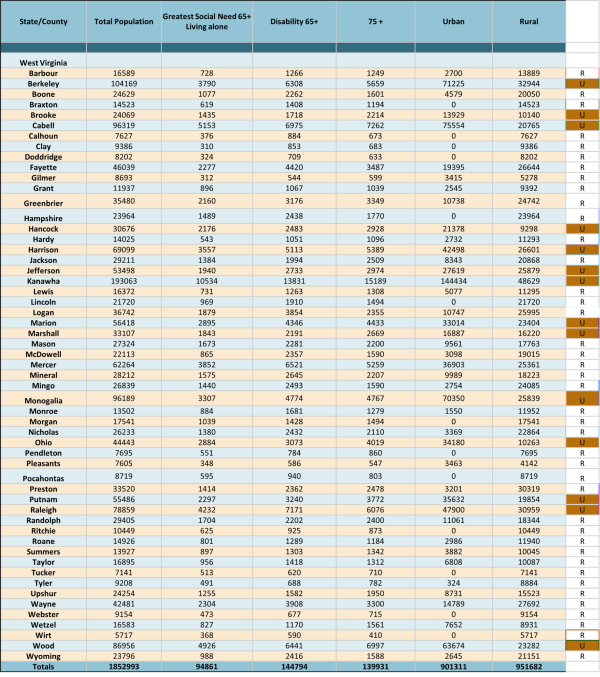 State/County Total Population Greatest Social Need 65+ Living alone Disability 65+ 75 + Urban Rural
West Virginia
Barbour 16589 728 1266 1249 2700 13889 R
Berkeley 104169 3790 6308 5659 71225 32944 U
Boone 24629 1077 2262 1601 4579 20050 R
Braxton 14523 619 1408 1194 0 14523 R
Brooke 24069 1435 1718 2214 13929 10140 U
Cabell 96319 5153 6975 7262 75554 20765 U
Calhoun 7627 376 884 673 0 7627 R
Clay 9386 310 853 683 0 9386 R
Doddridge 8202 324 709 633 0 8202 R
Fayette 46039 2277 4420 3487 19395 26644 R
Gilmer 8693 312 544 599 3415 5278 R
Grant 11937 896 1067 1039 2545 9392 R
Greenbrier 35480 2160 3176 3349 10738 24742 R
Hampshire 23964 1489 2438 1770 0 23964 R
Hancock 30676 2176 2483 2928 21378 9298 U
Hardy 14025 543 1051 1096 2732 11293 R
Harrison 69099 3557 5113 5389 42498 26601 U
Jackson 29211 1384 1994 2509 8343 20868 R
Jefferson 53498 1940 2733 2974 27619 25879 U
Kanawha 193063 10534 13831 15189 144434 48629 U
Lewis 16372 731 1263 1308 5077 11295 R
Lincoln 21720 969 1910 1494 0 21720 R
Logan 36742 1879 3854 2355 10747 25995 R
Marion 56418 2895 4346 4433 33014 23404 U
Marshall 33107 1843 2191 2669 16887 16220 U
Mason 27324 1673 2281 2200 9561 17763 R
McDowell 22113 865 2357 1590 3098 19015 R
Mercer 62264 3852 6521 5259 36903 25361 R
Mineral 28212 1575 2645 2207 9989 18223 R
Mingo 26839 1440 2493 1590 2754 24085 R
Monogalia 96189 3307 4774 4767 70350 25839 U
Monroe 13502 884 1681 1279 1550 11952 R
Morgan 17541 1039 1428 1494 0 17541 R
Nicholas 26233 1380 2432 2110 3369 22864 R
Ohio 44443 2884 3073 4019 34180 10263 U
Pendleton 7695 551 784 860 0 7695 R
Pleasants 7605 348 586 547 3463 4142 R
Pocahontas 8719 595 940 803 0 8719 R
Preston 33520 1414 2362 2478 3201 30319 R
Putnam 55486 2297 3240 3772 35632 19854 U
Raleigh 78859 4232 7171 6076 47900 30959 U
Randolph 29405 1704 2202 2400 11061 18344 R
Ritchie 10449 625 925 873 0 10449 R
Roane 14926 801 1289 1184 2986 11940 R
Summers 13927 897 1303 1342 3882 10045 R
Taylor 16895 956 1418 1312 6808 10087 R
Tucker 7141 513 620 710 0 7141 R
Tyler 9208 491 688 782 324 8884 R
Upshur 24254 1255 1582 1950 8731 15523 R
Wayne 42481 2304 3908 3300 14789 27692 R
Webster 9154 473 677 715 0 9154 R
Wetzel 16583 827 1170 1561 7652 8931 R
Wirt 5717 368 590 410 0 5717 R
Wood 86956 4926 6441 6997 63674 23282 U
Wyoming 23796 988 2416 1588 2645 21151 R
Totals 1852993 94861 144794 139931 901311 951682